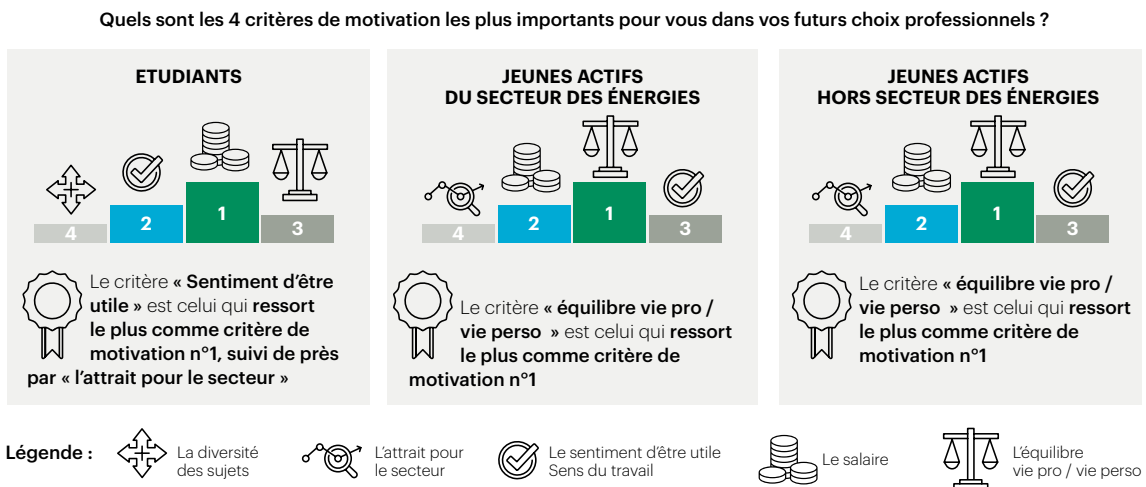 Quels sont les 4 critères de motivation les plus importants pour vous dans vos futurs choix professionnels ?
ETUDIANTS
4
2
1
3
Le critère « Sentiment d'être
utile » est celui qui ressort
le plus comme critère de
motivation n°1, suivi de près
par « l'attrait pour le secteur »
JEUNES ACTIFS
DU SECTEUR DES ÉNERGIES
4
2
1
3
Le critère « équilibre vie pro /
vie perso » est celui qui ressort
le plus comme critère de
motivation n°1
JEUNES ACTIFS
HORS SECTEUR DES ÉNERGIES
4
2
1
3
Le critère « équilibre vie pro /
vie perso » est celui qui ressort
le plus comme critère de
motivation n°1
Légende :
La diversité
des sujets
L'attrait pour
le secteur
Le sentiment d'être utile
Sens du travail
Le salaire
L'équilibre
vie pro / vie perso